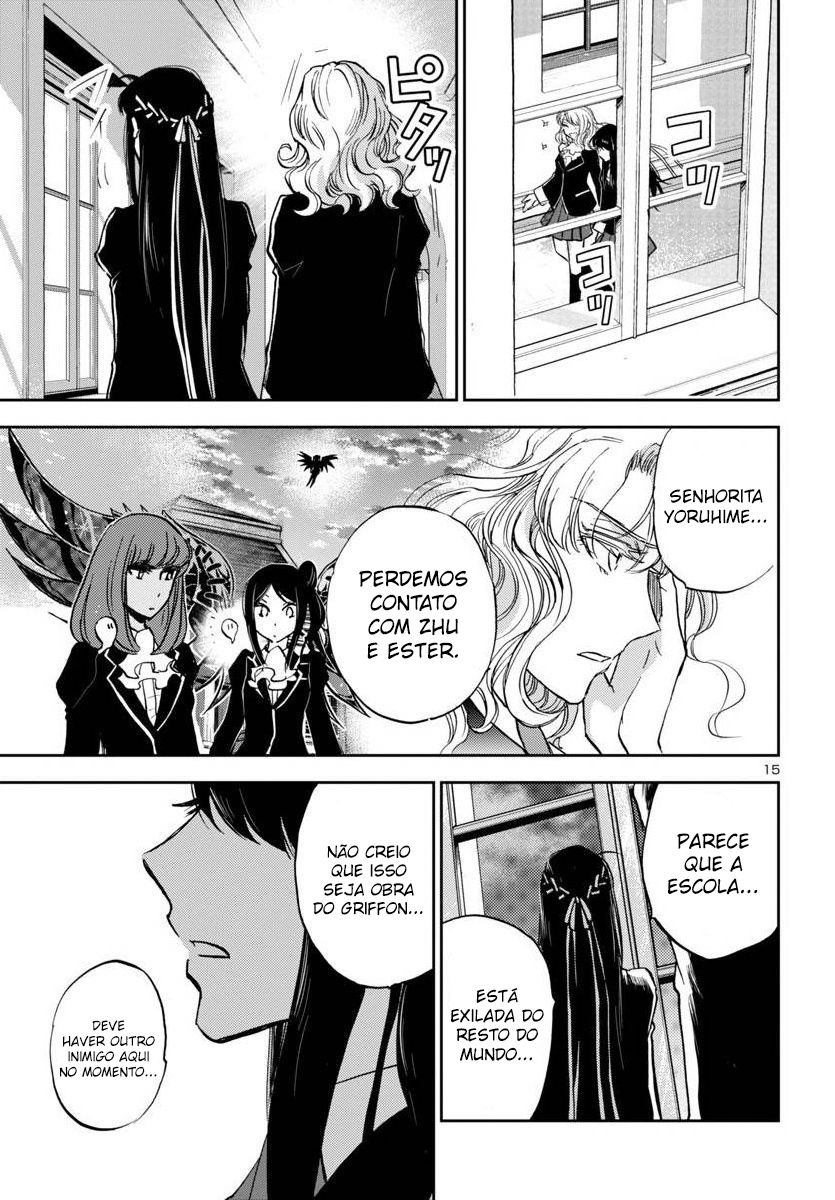 コッ
コッ
ピタッ
SENHORITA
YORUHIME...
PERDEMOS
CONTATO
COM ZHU
E ESTER.
15
PARECE
QUE A
ESCOLA...
ESTÁ
EXILADA DO
RESTO DO
MUNDO...
NÃO CREIO
QUE ISSO
SEJA OBRA
DO GRIFFON...
DEVE
HAVER OUTRO
INIMIGO AQUI
NO MOMENTO...